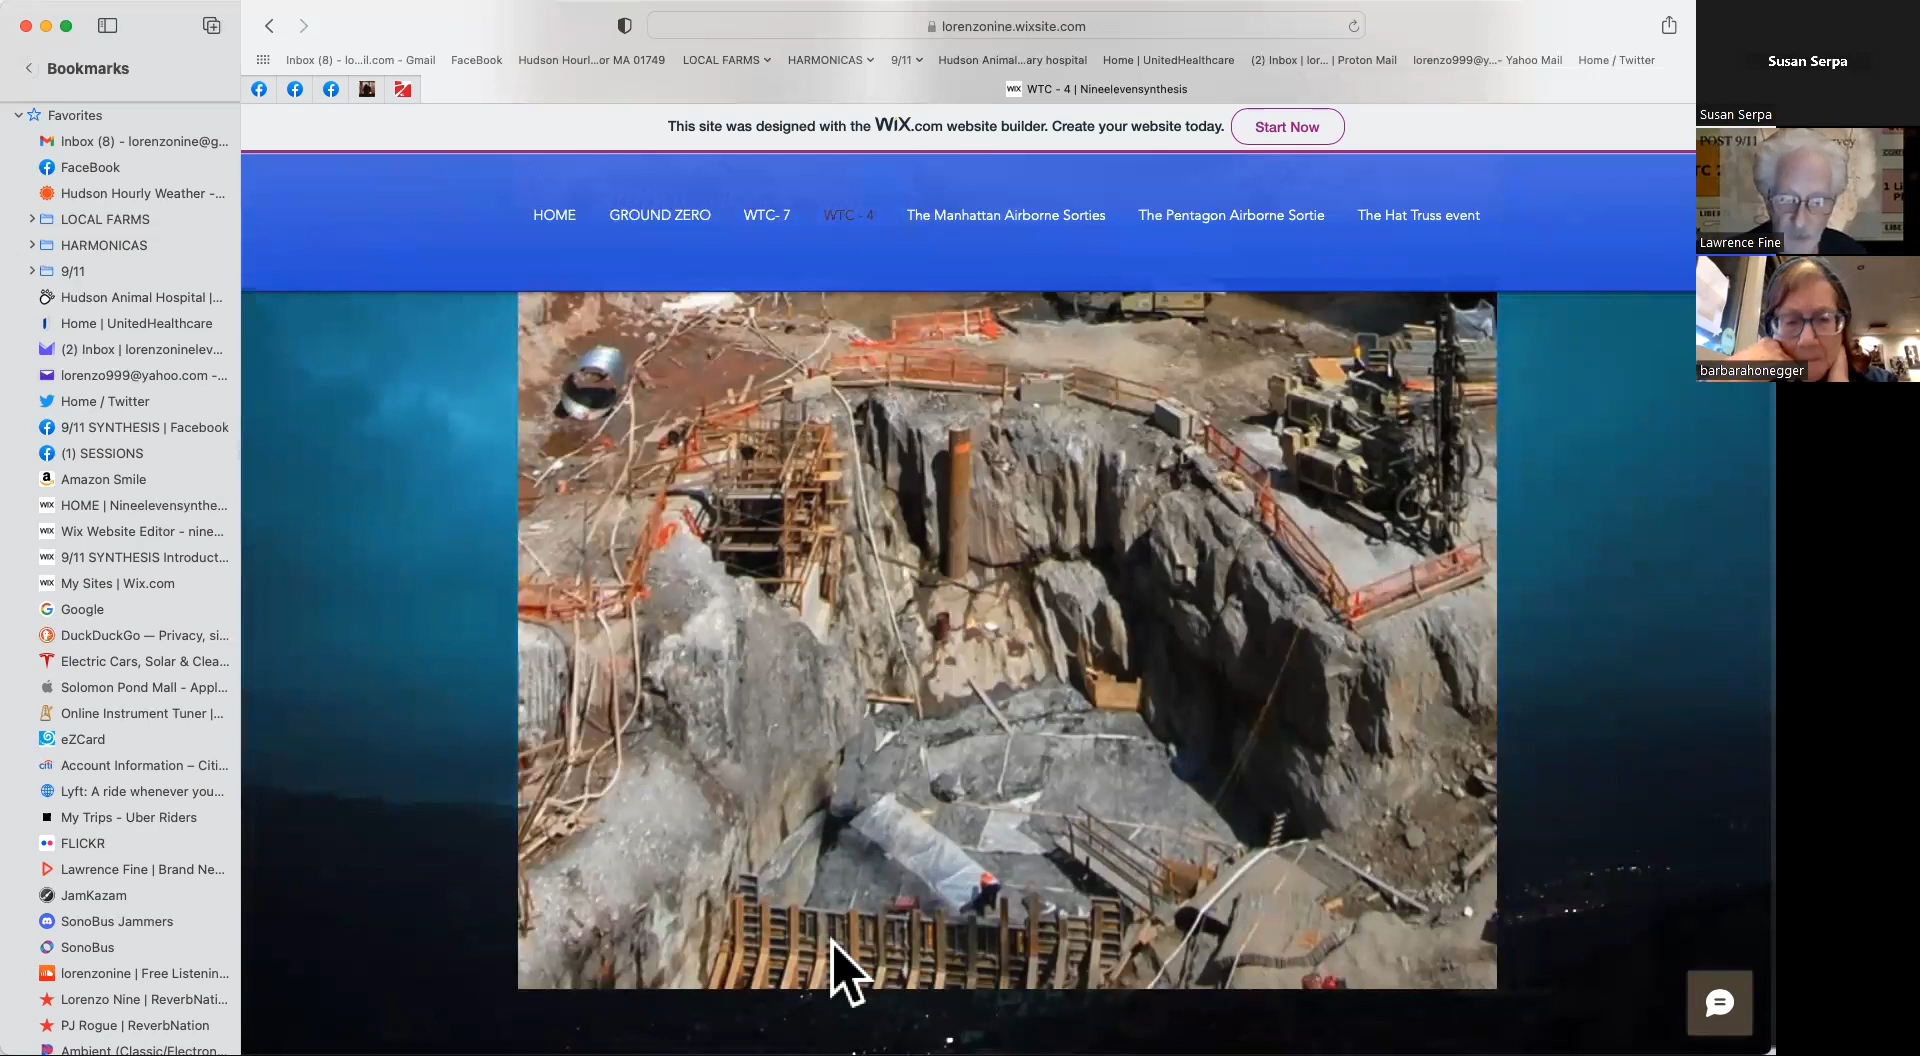 Bookmarks
Favorites
Inbox (8) - lorenzonine@g...
FaceBook
Hudson Hourly Weather -...
LOCAL FARMS
HARMONICAS
9/11
Hudson Animal Hospital |...
Home | UnitedHealthcare
(2) Inbox | lorenzoninelev...
lorenzo999@yahoo.com -...
Home / Twitter
9/11 SYNTHESIS | Facebook
(1) SESSIONS
Amazon Smile
HOME | Nineelevensynthe...
Wix Website Editor - nine...
9/11 SYNTHESIS Introduct...
My Sites | Wix.com
Google
DuckDuckGo — Privacy, si...
Electric Cars, Solar & Clea...
Solomon Pond Mall - Appl...
Online Instrument Tuner |...
eZCard
Account Information – Citi...
Lyft: A ride whenever you...
My Trips - Uber Riders
FLICKR
Lawrence Fine | Brand Ne...
JamKazam
SonoBus Jammers
SonoBus
lorenzonine | Free Listenin...
Lorenzo Nine | ReverbNati...
PJ Rogue | ReverbNation
Ambient (Classic/Electron...
lorenzonine.wixsite.com
Inbox (8) - lo...il.com - Gmail FaceBook Hudson Hourl...or MA 01749 LOCAL FARMS HARMONICAS 9/11 Hudson Animal...ary hospital Home | UnitedHealthcare (2) Inbox | lor... | Proton Mail lorenzo999@y...- Yahoo Mail Home / Twitter
WIX WTC - 4 | Nineelevensynthesis
This site was designed with the WiX.com website builder. Create your website today. Start Now
HOME GROUND ZERO WTC- 7 WTC - 4 The Manhattan Airborne Sorties The Pentagon Airborne Sortie The Hat Truss event
Susan Serpa
Susan Serpa
POST 9/11
Lawrence Fine
barbarahonegger